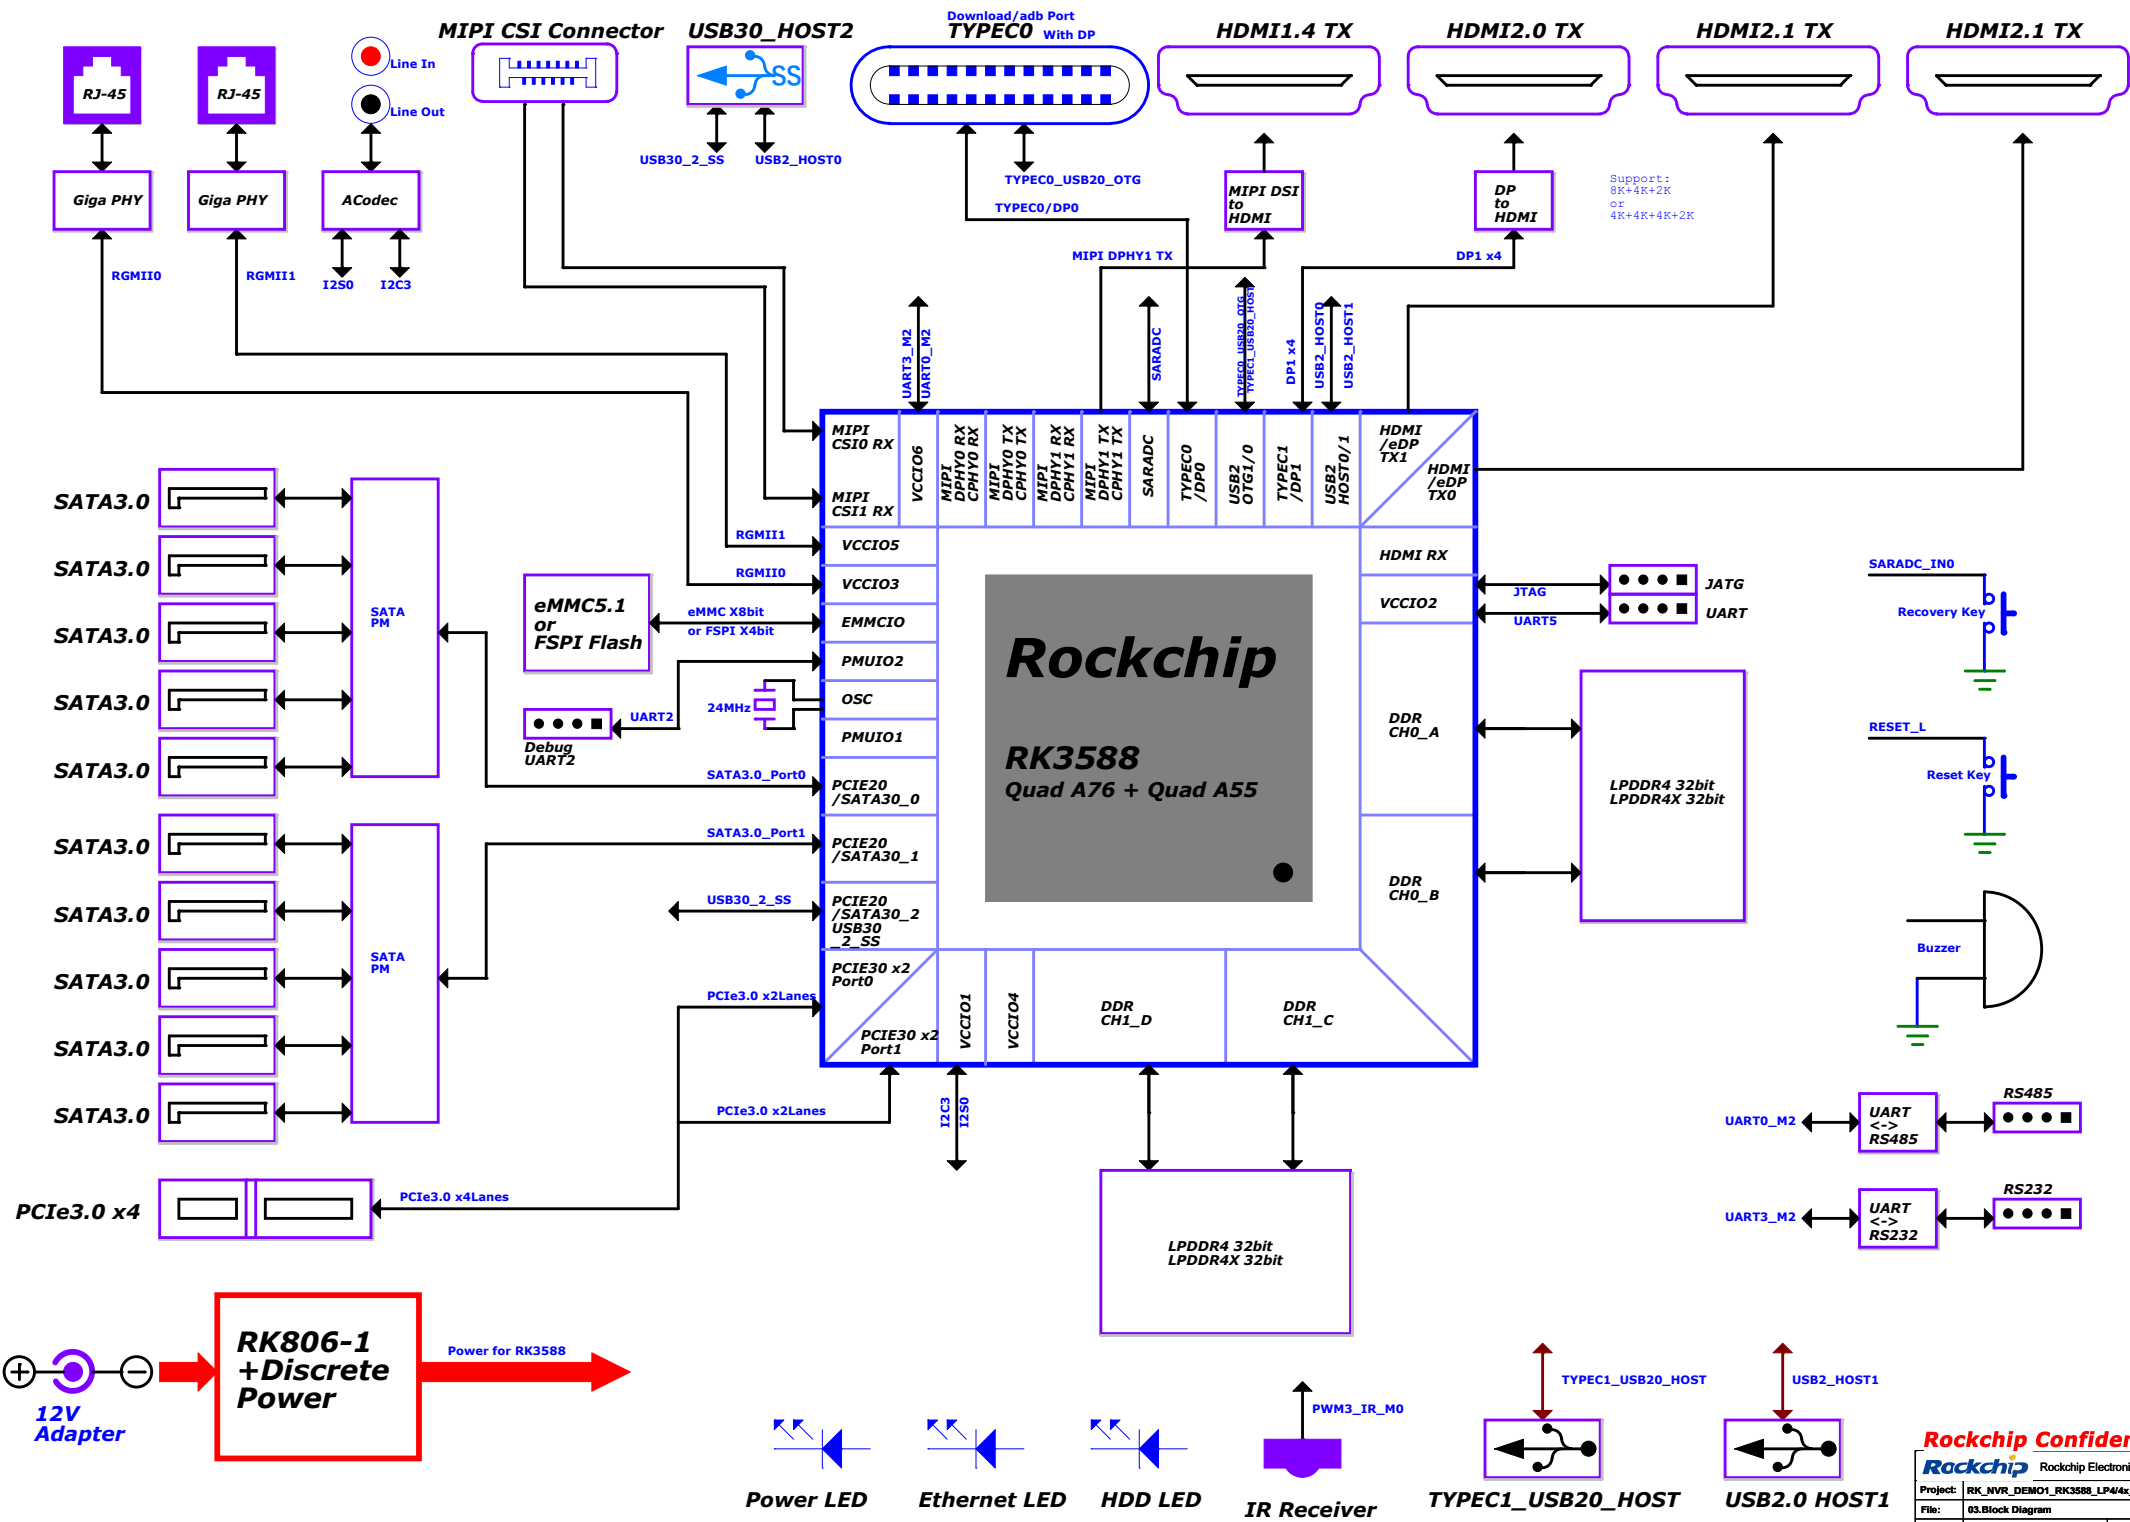 MIPI CSI Connector
USB30_HOST2
Download/adb Port
TYPEC0 With DP
HDMI1.4 TX
HDMI2.0 TX
HDMI2.1 TX
HDMI2.1 TX
RJ-45
RJ-45
Line In
Line Out
SS
USB30_2_SS
USB2_HOST0
TYPEC0_USB20_OTG
TYPEC0/DP0
Giga PHY
Giga PHY
ACodec
MIPI DSI
to
HDMI
DP
to
HDMI
Support:
8K+4K+2K
or
4K+4K+4K+2K
RGMII0
RGMII1
I2S0
I2C3
MIPI DPHY1 TX
DP1 x4
UART3_M2
UART0_M2
SARADC
TYPEC0_USB20_OTG
TYPEC1_USB20_HOST
DP1 x4
USB2_HOST0
USB2_HOST1
MIPI
CSI0 RX
MIPI
CSI1 RX
VCCIO6
MIPI
DPHY0 RX
CPHY0 RX
MIPI
DPHY0 TX
CPHY0 TX
MIPI
DPHY1 RX
CPHY1 RX
MIPI
DPHY1 TX
CPHY1 TX
SARADC
TYPEC0
/DP0
USB2
OTG1/0
TYPEC1
/DP1
USB2
HOST0/1
HDMI
/eDP
TX1
HDMI
/eDP
TX0
SATA3.0
SATA3.0
SATA3.0
SATA3.0
SATA3.0
SATA
PM
SATA3.0
SATA3.0
SATA3.0
SATA3.0
SATA3.0
SATA
PM
RGMII1
RGMII0
VCCIO5
VCCIO3
EMMCIO
PMUIO2
OSC
PMUIO1
PCIE20
/SATA30_0
PCIE20
/SATA30_1
PCIE20
/SATA30_2
USB30
_2_SS
PCIE30 x2
Port0
PCIE30 x2
Port1
eMMC5.1
or
FSPI Flash
eMMC X8bit
or FSPI X4bit
Debug
UART2
UART2
24MHz
SATA3.0_Port0
SATA3.0_Port1
USB30_2_SS
PCIe3.0 x2Lanes
PCIe3.0 x2Lanes
PCIe3.0 x4Lanes
PCIe3.0 x4
Rockchip
RK3588
Quad A76 + Quad A55
HDMI RX
VCCIO2
DDR
CH0_A
DDR
CH0_B
VCCIO1
VCCIO4
DDR
CH1_D
DDR
CH1_C
I2C3
I2S0
JTAG
UART5
JATG
UART
LPDDR4 32bit
LPDDR4X 32bit
LPDDR4 32bit
LPDDR4X 32bit
SARADC_IN0
Recovery Key
RESET_L
Reset Key
Buzzer
UART0_M2
UART
<->
RS485
RS485
UART3_M2
UART
<->
RS232
RS232
12V
Adapter
RK806-1
+Discrete
Power
Power for RK3588
Power LED
Ethernet LED
HDD LED
PWM3_IR_M0
IR Receiver
TYPEC1_USB20_HOST
TYPEC1_USB20_HOST
USB2_HOST1
USB2.0 HOST1
Rockchip Confiden
Rockchip Rockchip Electroni
Project: RK_NVR_DEMO1_RK3588_LP4/4x
File: 03.Block Diagram